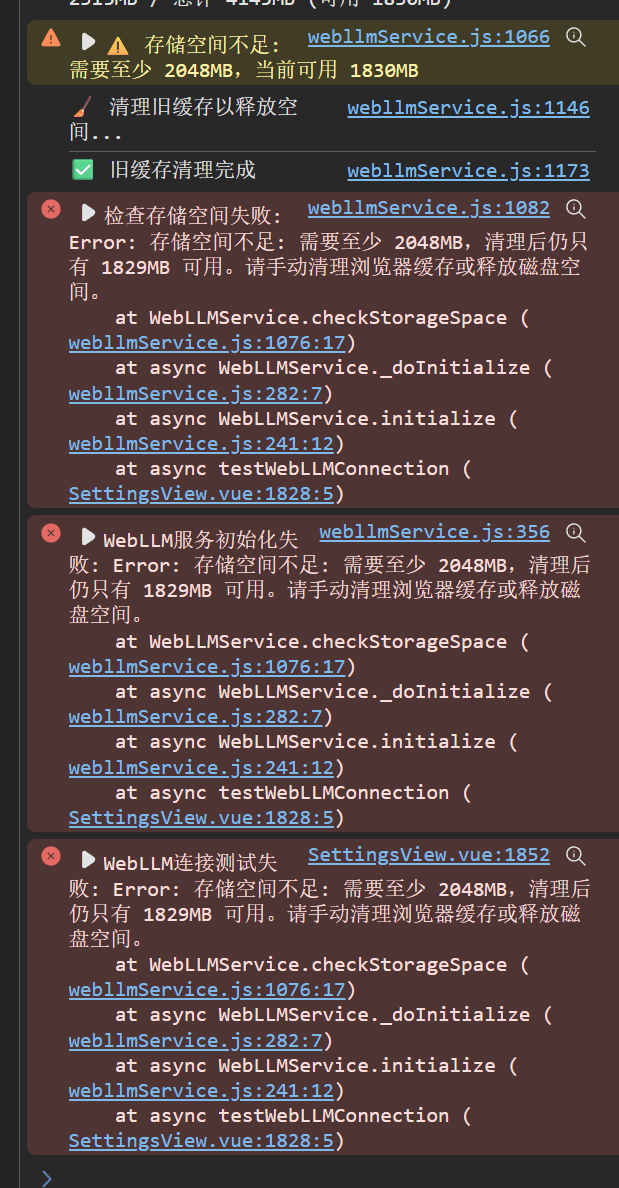 ⚠️ 存储空间不足: webllmService.js:1066
需要至少 2048MB，当前可用 1830MB
🧹 清理旧缓存以释放空 webllmService.js:1146
间...
✅ 旧缓存清理完成 webllmService.js:1173
检查存储空间失败: webllmService.js:1082
Error: 存储空间不足: 需要至少 2048MB，清理后仍只
有 1829MB 可用。请手动清理浏览器缓存或释放磁盘空
间。
at WebLLMService.checkStorageSpace (
webllmService.js:1076:17)
at async WebLLMService._doInitialize (
webllmService.js:282:7)
at async WebLLMService.initialize (
webllmService.js:241:12)
at async testWebLLMConnection (
SettingsView.vue:1828:5)
WebLLM服务初始化失 webllmService.js:356
败: Error: 存储空间不足: 需要至少 2048MB，清理后
仍只有 1829MB 可用。请手动清理浏览器缓存或释放磁
盘空间。
at WebLLMService.checkStorageSpace (
webllmService.js:1076:17)
at async WebLLMService._doInitialize (
webllmService.js:282:7)
at async WebLLMService.initialize (
webllmService.js:241:12)
at async testWebLLMConnection (
SettingsView.vue:1828:5)
WebLLM连接测试失 SettingsView.vue:1852
败: Error: 存储空间不足: 需要至少 2048MB，清理后
仍只有 1829MB 可用。请手动清理浏览器缓存或释放磁
盘空间。
at WebLLMService.checkStorageSpace (
webllmService.js:1076:17)
at async WebLLMService._doInitialize (
webllmService.js:282:7)
at async WebLLMService.initialize (
webllmService.js:241:12)
at async testWebLLMConnection (
SettingsView.vue:1828:5)